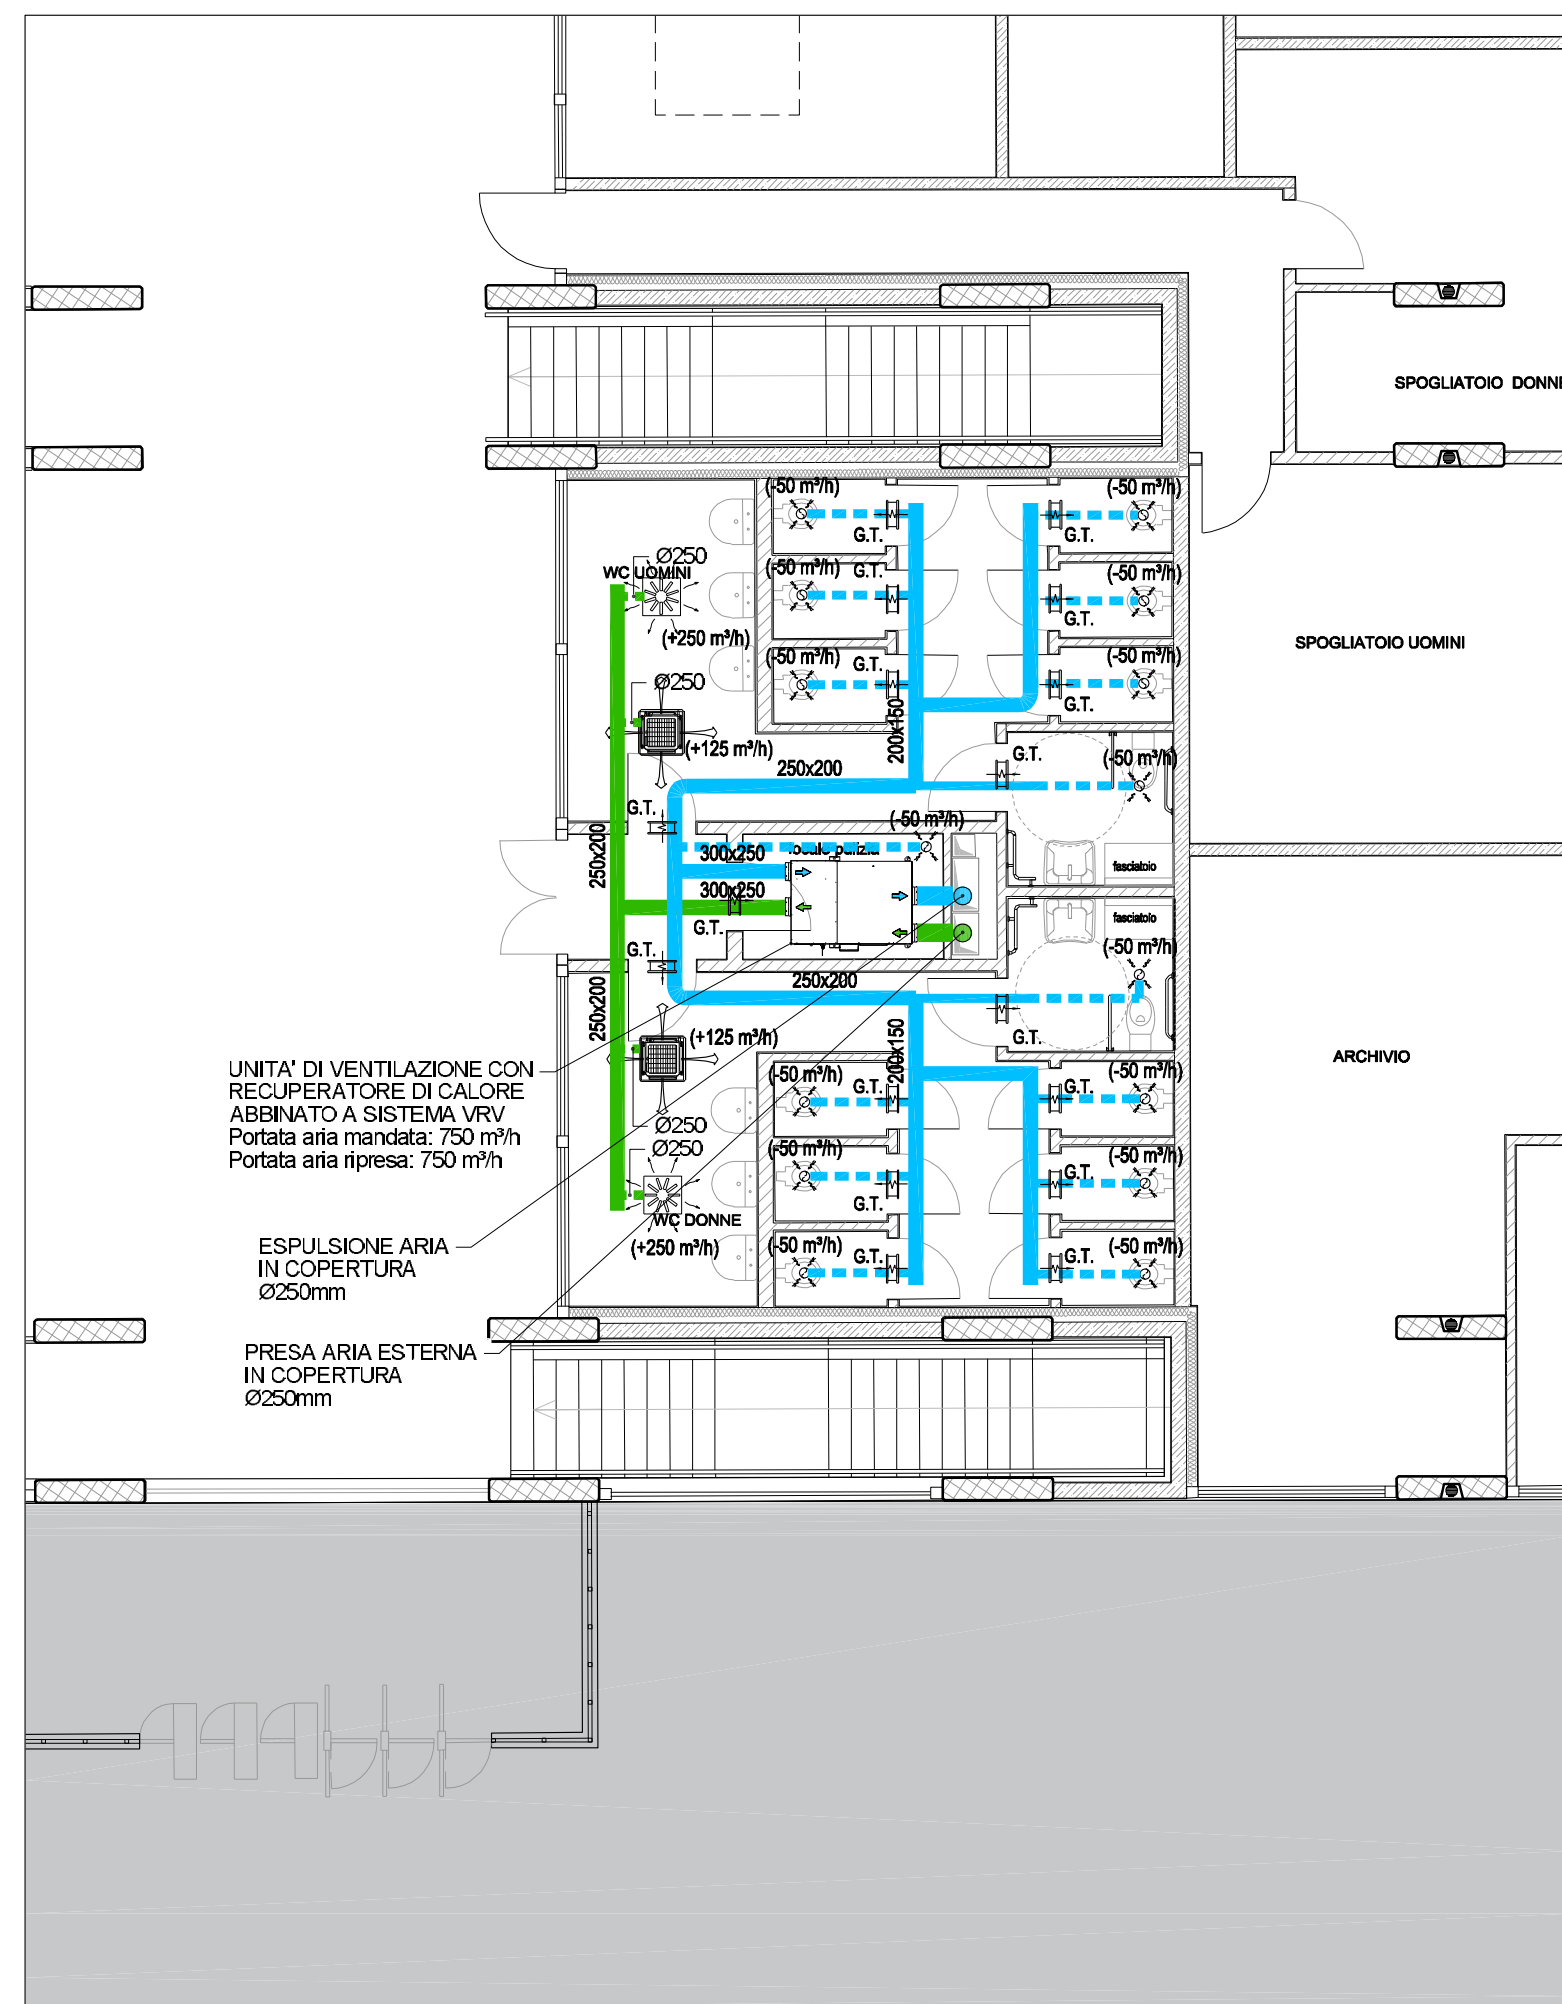 SPOGLIATOIO DONNE
(-50 m³/h)
(-50 m³/h)
G.T.
G.T.
Ø250
WC UOMINI
(-50 m³/h)
G.T.
(-50 m³/h)
G.T.
(+250 m³/h)
(-50 m³/h)
G.T.
(-50 m³/h)
G.T.
SPOGLIATOIO UOMINI
Ø250
(+125 m³/h)
200x150
250x200
G.T.
(-50 m³/h)
G.T.
(-50 m³/h)
250x200
300x250
locale pulizia
fasciatoio
300x250
G.T.
fasciatoio
G.T.
(-50 m³/h)
250x200
250x200
G.T.
(+125 m³/h)
200x150
ARCHIVIO
UNITA' DI VENTILAZIONE CON
RECUPERATORE DI CALORE
ABBINATO A SISTEMA VRV
Portata aria mandata: 750 m³/h
Portata aria ripresa: 750 m³/h
(-50 m³/h)
G.T.
G.T.
(-50 m³/h)
Ø250
Ø250
(-50 m³/h)
G.T.
G.T.
(-50 m³/h)
WC DONNE
(+250 m³/h)
(-50 m³/h)
G.T.
G.T.
(-50 m³/h)
ESPULSIONE ARIA
IN COPERTURA
Ø250mm
PRESA ARIA ESTERNA
IN COPERTURA
Ø250mm